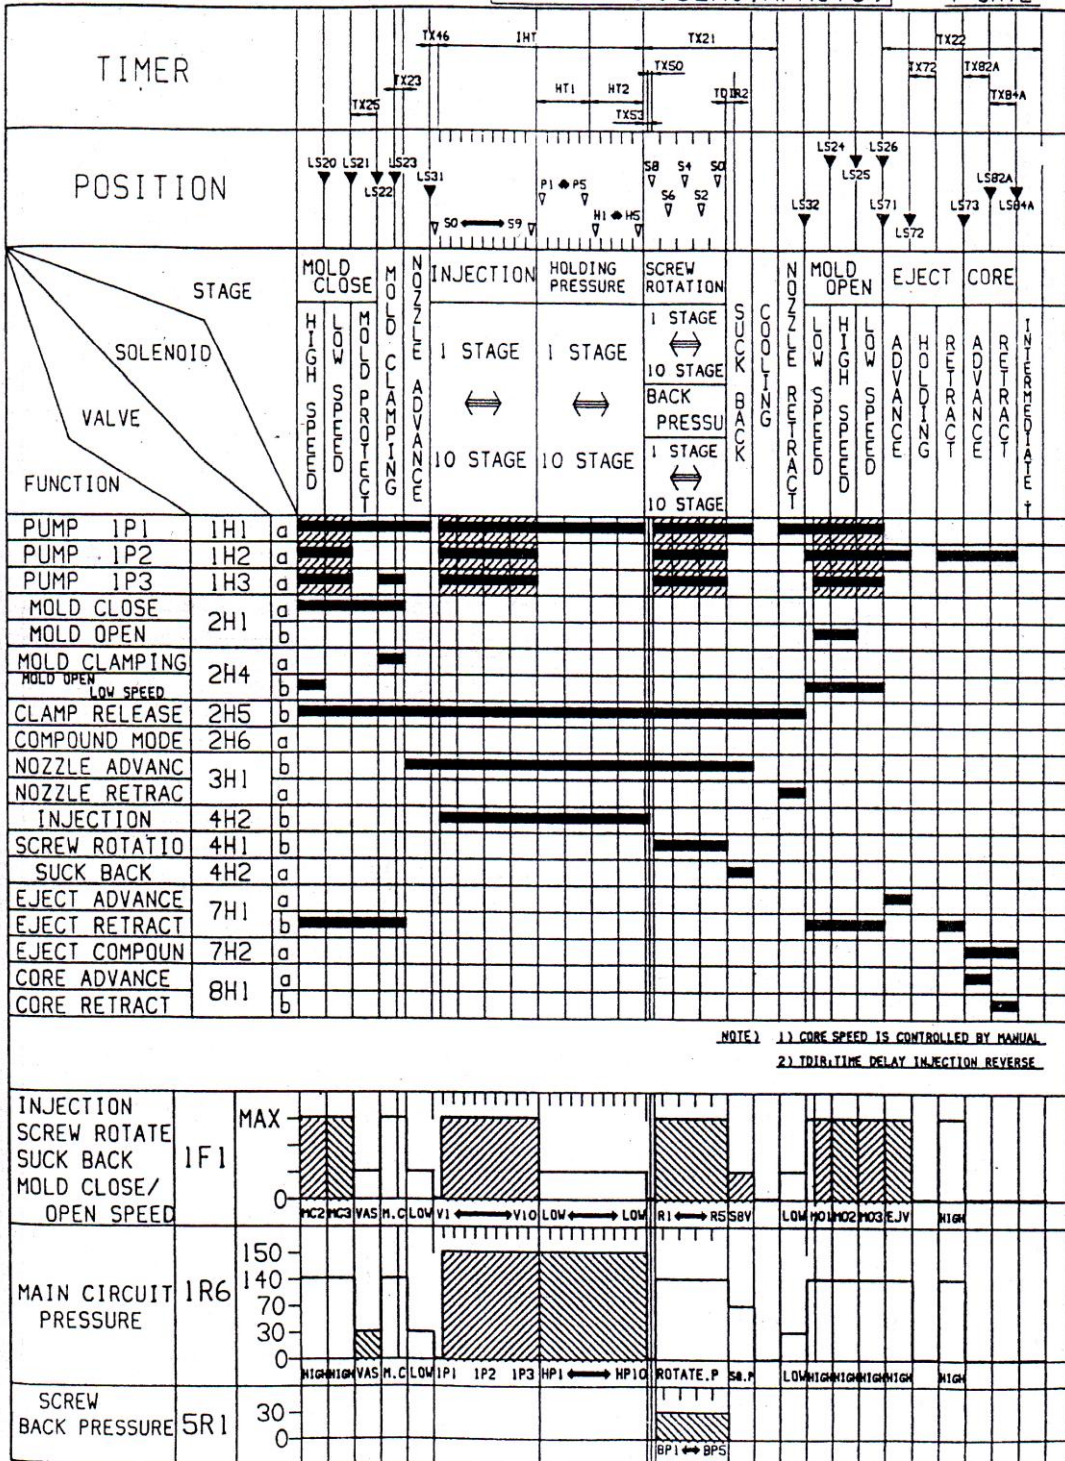 TX46
IHT
TX21
TX22
TIMER
TX23
TX50
TX72
TX82A
TX25
HT1
HT2
TDIR2
TX84A
TX53
LS20
LS21
LS23
LS24
LS26
LS22
LS31
P1
P5
S8
S4
S0
LS25
LS82A
POSITION
S6
S2
LS32
LS71
LS73
LS84A
S0
S9
H1
H5
LS72
STAGE
SOLENOID
VALVE
FUNCTION
MOLD
CLOSE
MOLD CLAMPING
NOZZLE ADVANCE
INJECTION
HOLDING
PRESSURE
SCREW
ROTATION
SUCK BACK
COOLING
NOZZLE RETRACT
MOLD
OPEN
EJECT
CORE
INTERMEDIATE t
HIGH SPEED
LOW SPEED
MOLD PROTECT
1 STAGE
10 STAGE
1 STAGE
10 STAGE
1 STAGE
10 STAGE
BACK
PRESSU
1 STAGE
10 STAGE
LOW SPEED
HIGH SPEED
LOW SPEED
ADVANCE
HOLDING
RETRACT
ADVANCE
RETRACT
PUMP 1P1 1H1 a
PUMP 1P2 1H2 a
PUMP 1P3 1H3 a
MOLD CLOSE 2H1 a
MOLD OPEN b
MOLD CLAMPING 2H4 a
MOLD OPEN
LOW SPEED b
CLAMP RELEASE 2H5 b
COMPOUND MODE 2H6 a
NOZZLE ADVANC 3H1 b
NOZZLE RETRAC a
INJECTION 4H2 b
SCREW ROTATIO 4H1 b
SUCK BACK 4H2 a
EJECT ADVANCE 7H1 a
EJECT RETRACT b
EJECT COMPOUN 7H2 a
CORE ADVANCE 8H1 a
CORE RETRACT b
NOTE) 1) CORE SPEED IS CONTROLLED BY MANUAL
2) TDIR:TIME DELAY INJECTION REVERSE
INJECTION
SCREW ROTATE
SUCK BACK
MOLD CLOSE/
OPEN SPEED
1F1
MAX
0
MC2 MC3 VAS M.C LOW V1 V10 LOW LOW R1 R5 SBV LOW MO1 MO2 MO3 EJV HIGH
MAIN CIRCUIT
PRESSURE
1R6
150
140
70
30
0
HIGH HIGH VAS M.C LOW 1P1 1P2 1P3 HP1 HP10 ROTATE.P SB.P LOW HIGH HIGH HIGH HIGH HIGH
SCREW
BACK PRESSURE
5R1
30
0
BP1 BP5